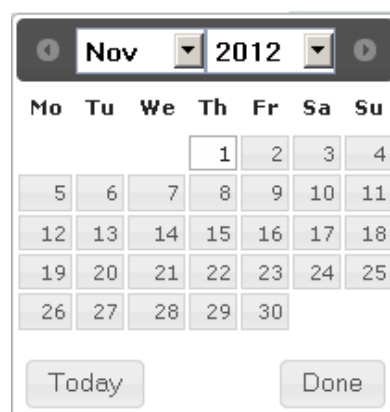 Nov 2012
Mo Tu We Th Fr Sa Su
1 2 3 4
5 6 7 8 9 10 11
12 13 14 15 16 17 18
19 20 21 22 23 24 25
26 27 28 29 30
Today Done